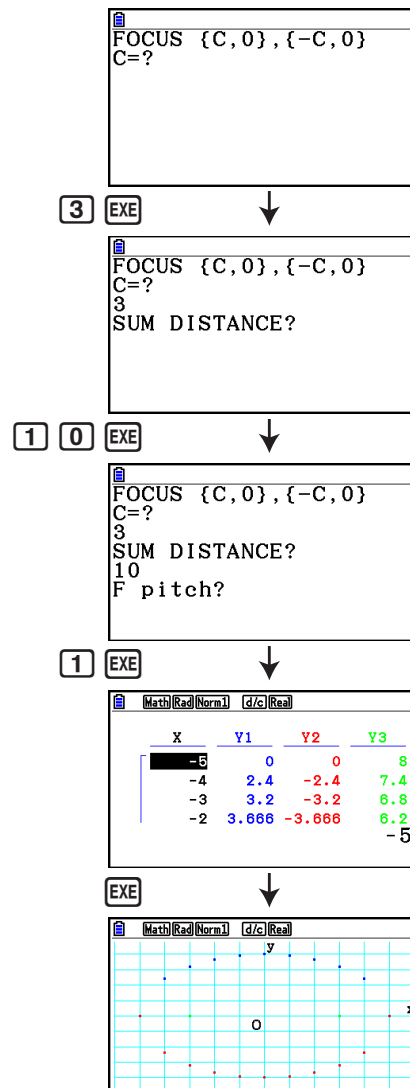 FOCUS {C,0},{-C,0}
C=?
3 EXE
FOCUS {C,0},{-C,0}
C=?
3
SUM DISTANCE?
1 0 EXE
FOCUS {C,0},{-C,0}
C=?
3
SUM DISTANCE?
10
F pitch?
1 EXE
Math Rad Norm1 d/c Real
X Y1 Y2 Y3
-5 0 0 8
-4 2.4 -2.4 7.4
-3 3.2 -3.2 6.8
-2 3.666 -3.666 6.2
-5
EXE
Math Rad Norm1 d/c Real
y
x
O